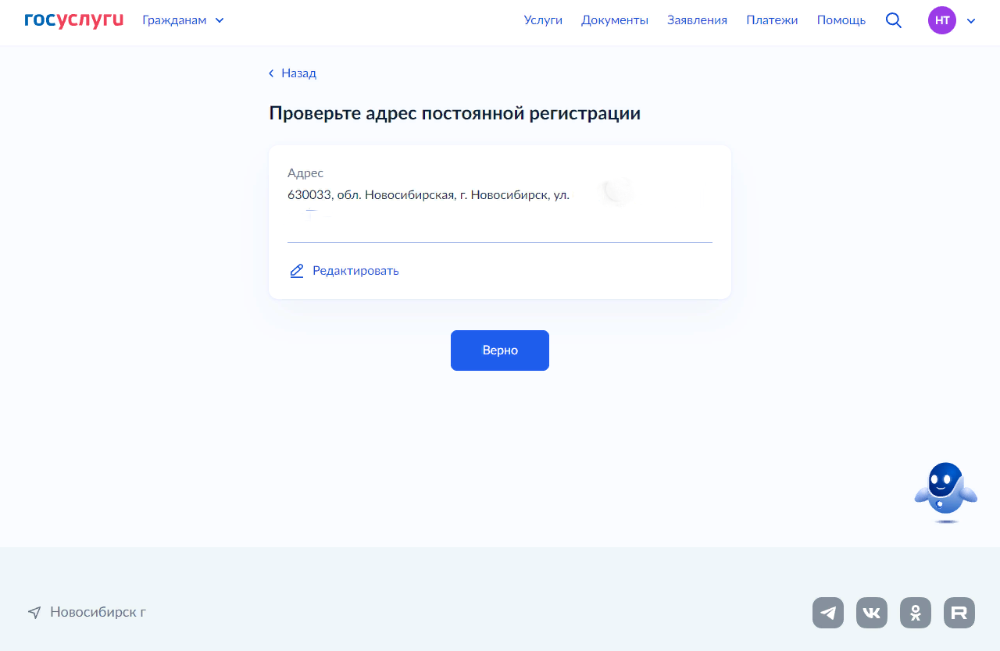 госуслуги Гражданам Услуги Документы Заявления Платежи Помощь НТ
Назад
Проверьте адрес постоянной регистрации
Адрес
630033, обл. Новосибирская, г. Новосибирск, ул.
Редактировать
Верно
Новосибирск г